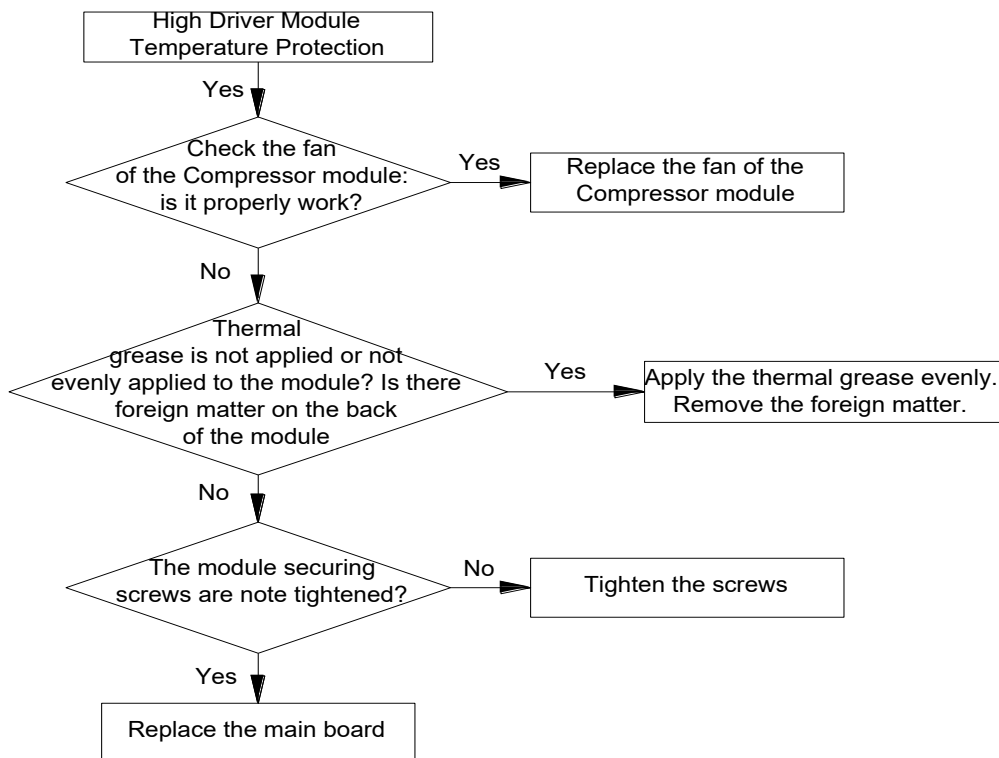 High Driver Module
Temperature Protection
Yes
Check the fan
of the Compressor module:
is it properly work?
Yes
Replace the fan of the
Compressor module
No
Thermal
grease is not applied or not
evenly applied to the module? Is there
foreign matter on the back
of the module
Yes
Apply the thermal grease evenly.
Remove the foreign matter.
No
The module securing
screws are note tightened?
No
Tighten the screws
Yes
Replace the main board